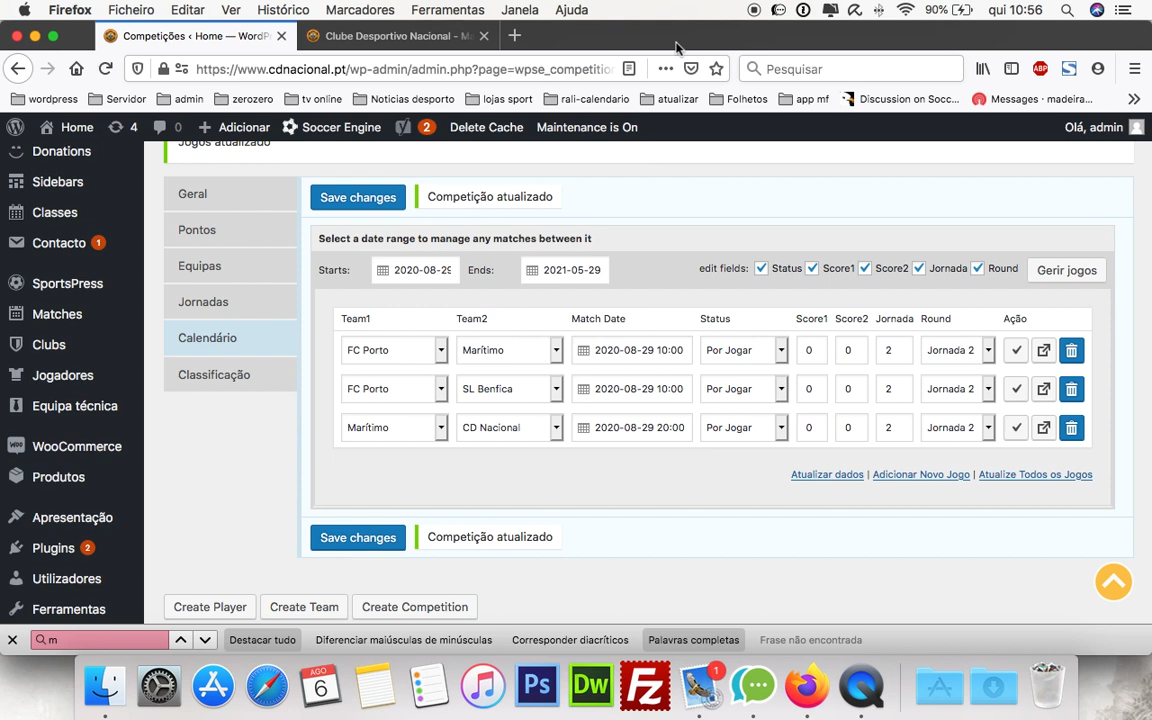 Firefox Ficheiro Editar Ver Histórico Marcadores Ferramentas Janela Ajuda 90% qui 10:56
Competições ‹ Home — WordP Clube Desportivo Nacional - Ma
https://www.cdnacional.pt/wp-admin/admin.php?page=wpse_competition Pesquisar ABP
wordpress Servidor admin zerozero tv online Noticias desporto lojas sport rali-calendario atualizar Folhetos app mf Discussion on Socc... Messages · madeira...
Home 4 0 Adicionar Soccer Engine 2 Delete Cache Maintenance is On Olá, admin
Donations
Sidebars
Classes
Contacto 1
SportsPress
Matches
Clubs
Jogadores
Equipa técnica
WooCommerce
Produtos
Apresentação
Plugins 2
Utilizadores
Ferramentas
Jogos atualizado
Geral
Pontos
Equipas
Jornadas
Calendário
Classificação
Save changes Competição atualizado
Select a date range to manage any matches between it
Starts: 2020-08-29 Ends: 2021-05-29 edit fields: Status Score1 Score2 Jornada Round Gerir jogos
Team1 Team2 Match Date Status Score1 Score2 Jornada Round Ação
FC Porto Marítimo 2020-08-29 10:00 Por Jogar 0 0 2 Jornada 2
FC Porto SL Benfica 2020-08-29 10:00 Por Jogar 0 0 2 Jornada 2
Marítimo CD Nacional 2020-08-29 20:00 Por Jogar 0 0 2 Jornada 2
Atualizar dados | Adicionar Novo Jogo | Atualize Todos os Jogos
Save changes Competição atualizado
Create Player Create Team Create Competition
m Destacar tudo Diferenciar maiúsculas de minúsculas Corresponder diacríticos Palavras completas Frase não encontrada
AGO 6 Ps Dw Fz 1